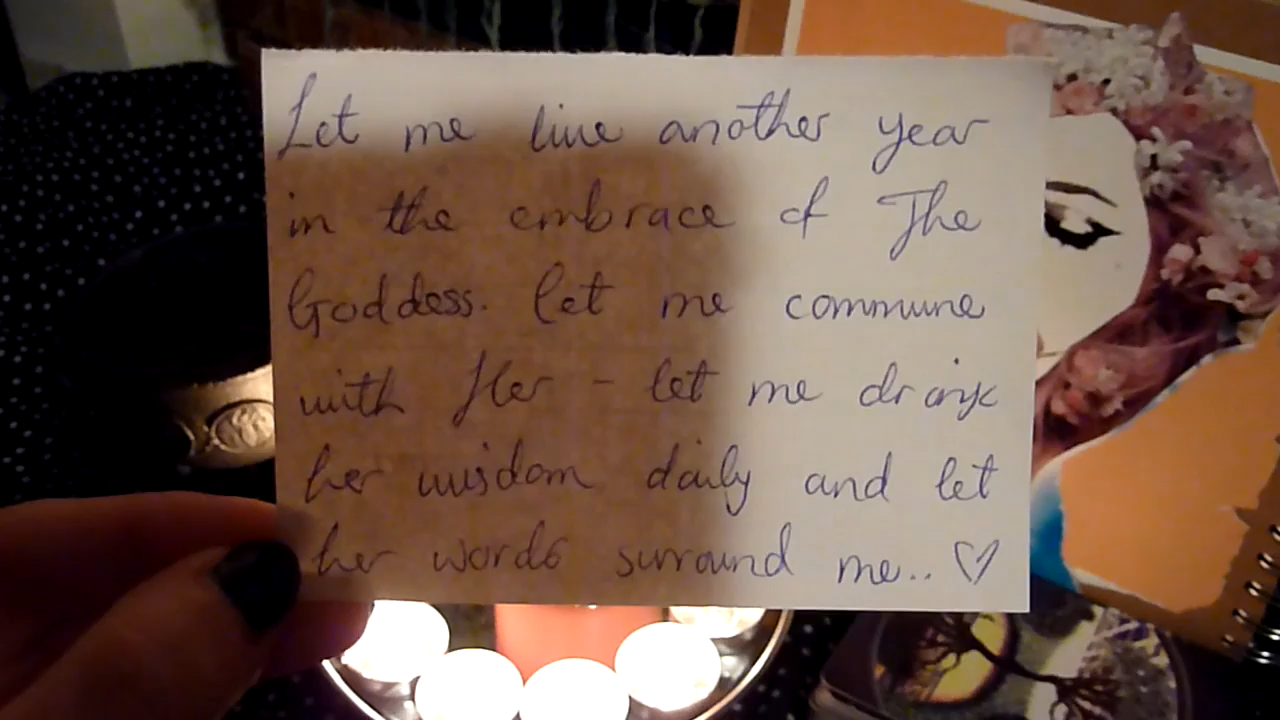 Let me live another year
in the embrace of The
Goddess. Let me commune
with Her - let me drink
her wisdom daily and let
her words surround me.. ♡